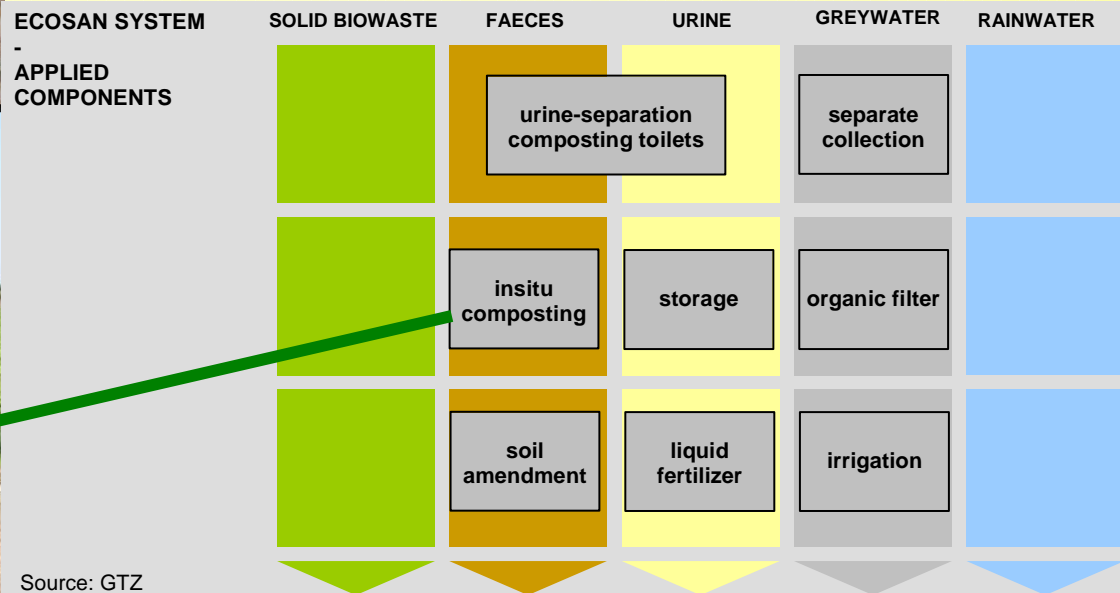 ECOSAN SYSTEM
-
APPLIED
COMPONENTS
SOLID BIOWASTE
FAECES
URINE
GREYWATER
RAINWATER
urine-separation
composting toilets
separate
collection
insitu
composting
storage
organic filter
soil
amendment
liquid
fertilizer
irrigation
Source: GTZ